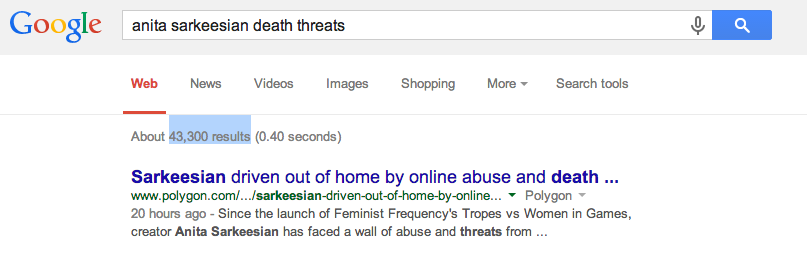 Google anita sarkeesian death threats
Web News Videos Images Shopping More Search tools
About 43,300 results (0.40 seconds)
Sarkeesian driven out of home by online abuse and death ...
www.polygon.com/.../sarkeesian-driven-out-of-home-by-online... Polygon
20 hours ago - Since the launch of Feminist Frequency's Tropes vs Women in Games,
creator Anita Sarkeesian has faced a wall of abuse and threats from ...